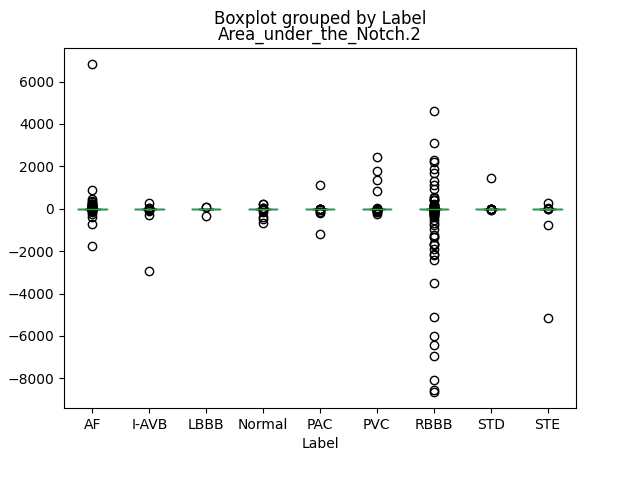 Boxplot grouped by Label
Area_under_the_Notch.2
6000
4000
2000
0
−2000
−4000
−6000
−8000
AF I-AVB LBBB Normal PAC PVC RBBB STD STE
Label